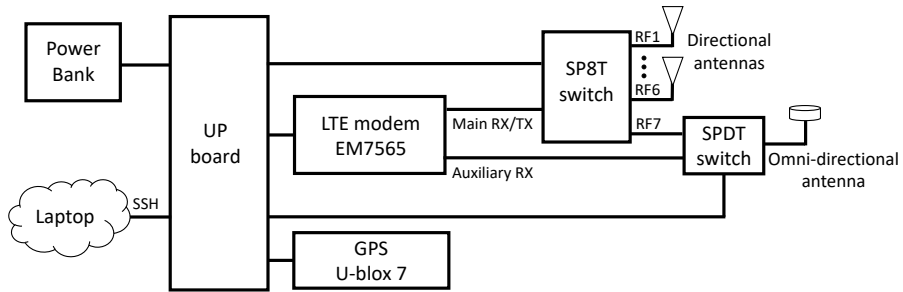 Power
Bank
UP
board
Laptop
SSH
LTE modem
EM7565
GPS
U-blox 7
Main RX/TX
Auxiliary RX
SP8T
switch
RF1
RF6
RF7
Directional
antennas
SPDT
switch
Omni-directional
antenna